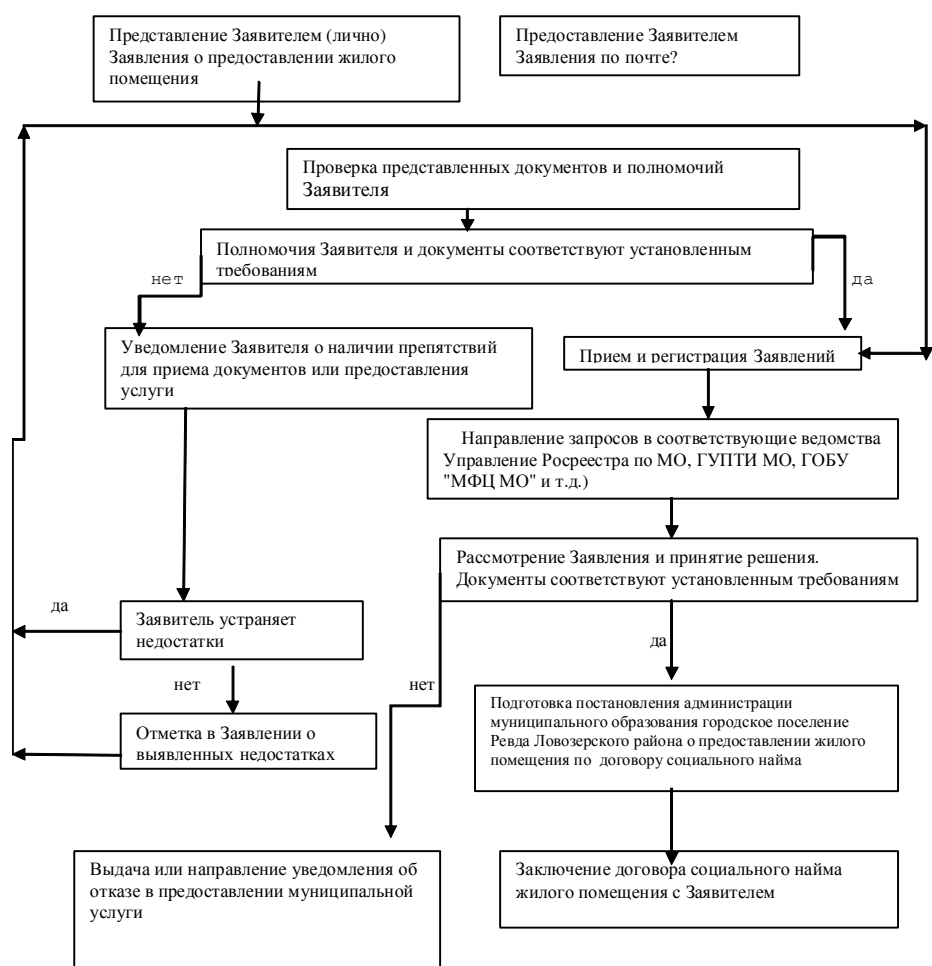 Представление Заявителем (лично)
Заявления о предоставлении жилого
помещения
Предоставление Заявителем
Заявления по почте?
Проверка представленных документов и полномочий
Заявителя
Полномочия Заявителя и документы соответствуют установленным
требованиям
нет
да
Уведомление Заявителя о наличии препятствий
для приема документов или предоставления
услуги
Прием и регистрация Заявлений
Направление запросов в соответствующие ведомства
Управление Росреестра по МО, ГУПТИ МО, ГОБУ
"МФЦ МО" и т.д.)
Рассмотрение Заявления и принятие решения.
Документы соответствуют установленным требованиям
да
Заявитель устраняет
недостатки
да
нет
нет
Отметка в Заявлении о
выявленных недостатках
Подготовка постановления администрации
муниципального образования городское поселение
Ревда Ловозерского района о предоставлении жилого
помещения по договору социального найма
Выдача или направление уведомления об
отказе в предоставлении муниципальной
услуги
Заключение договора социального найма
жилого помещения с Заявителем